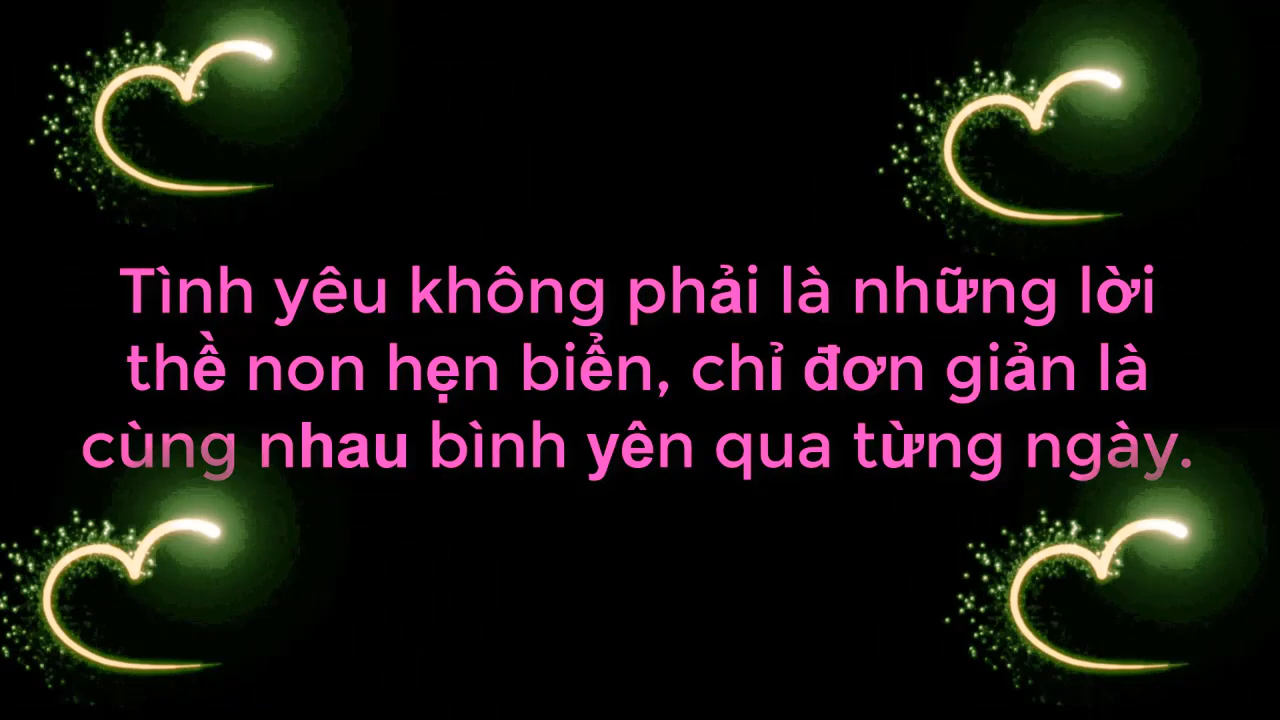 Tình yêu không phải là những lời
thề non hẹn biển, chỉ đơn giản là
cùng nhau bình yên qua từng ngày.